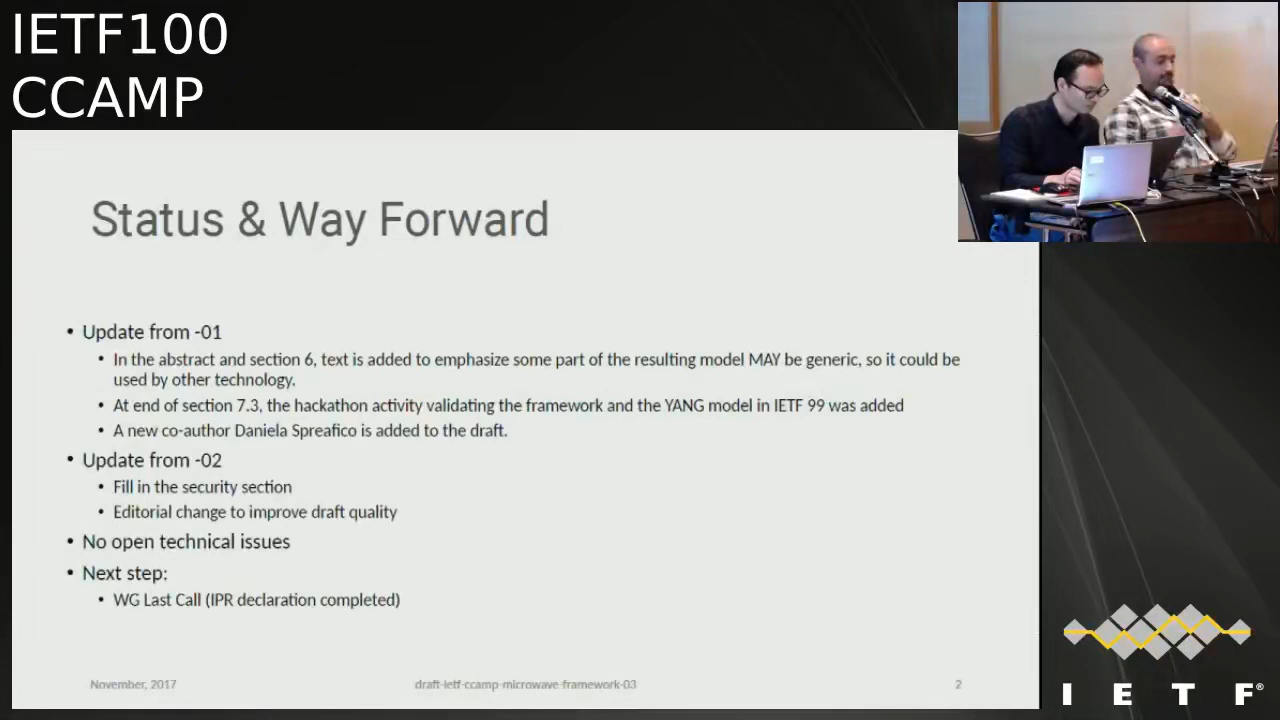 IETF100
CCAMP
Status & Way Forward
• Update from -01
• In the abstract and section 6, text is added to emphasize some part of the resulting model MAY be generic, so it could be
used by other technology.
• At end of section 7.3, the hackathon activity validating the framework and the YANG model in IETF 99 was added
• A new co-author Daniela Spreafico is added to the draft.
• Update from -02
• Fill in the security section
• Editorial change to improve draft quality
• No open technical issues
• Next step:
• WG Last Call (IPR declaration completed)
November, 2017
draft-ietf-ccamp-microwave-framework-03
2
I E T F®